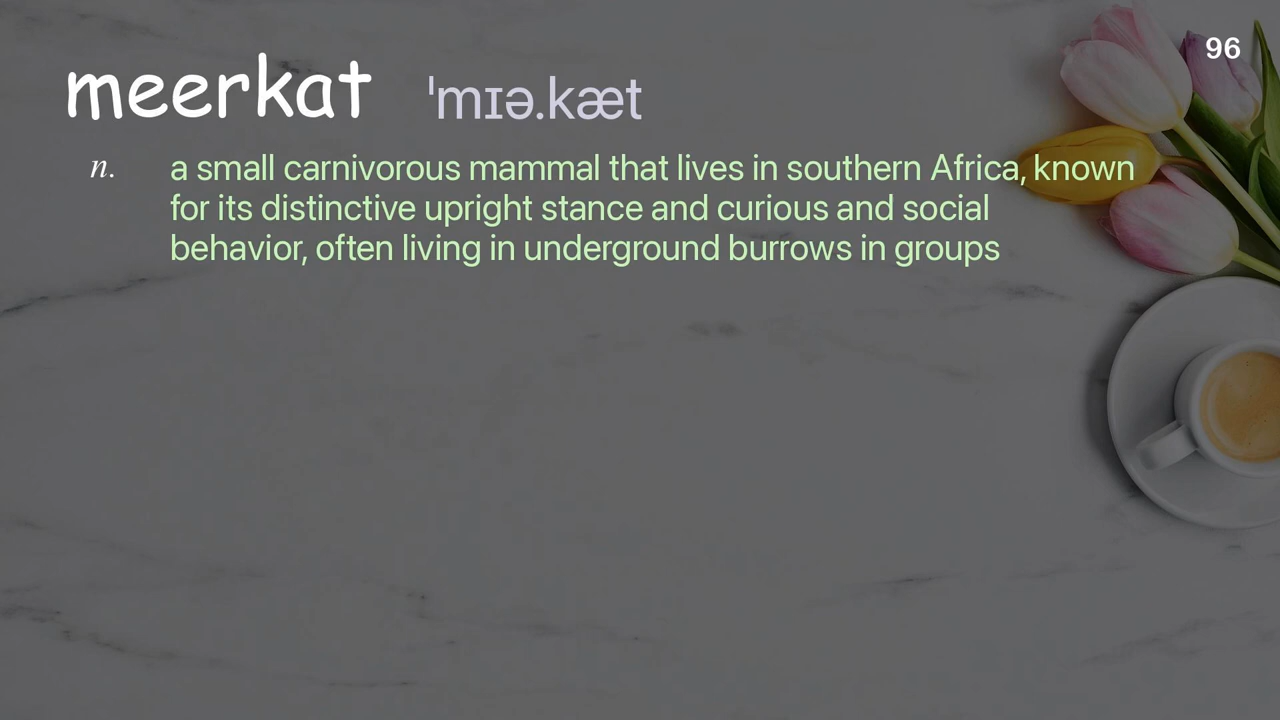 96
meerkat ˈmɪə.kæt
n. a small carnivorous mammal that lives in southern Africa, known
for its distinctive upright stance and curious and social
behavior, often living in underground burrows in groups